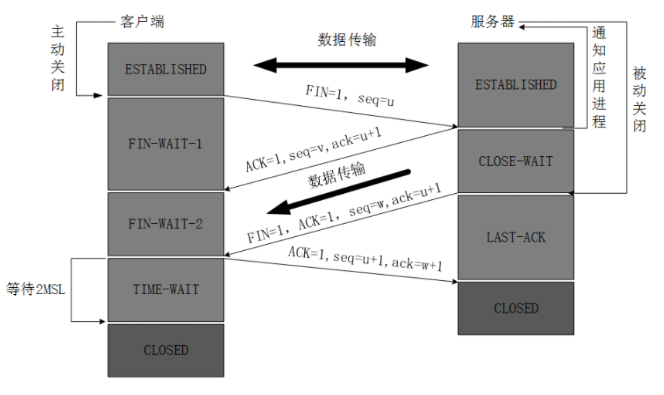 客户端
服务器
主动关闭
数据传输
通知应用进程
被动关闭
ESTABLISHED
ESTABLISHED
FIN=1, seq=u
FIN-WAIT-1
ACK=1,seq=v,ack=u+1
CLOSE-WAIT
数据传输
FIN-WAIT-2
FIN=1, ACK=1, seq=w,ack=u+1
LAST-ACK
ACK=1,seq=u+1,ack=w+1
等待2MSL
TIME-WAIT
CLOSED
CLOSED